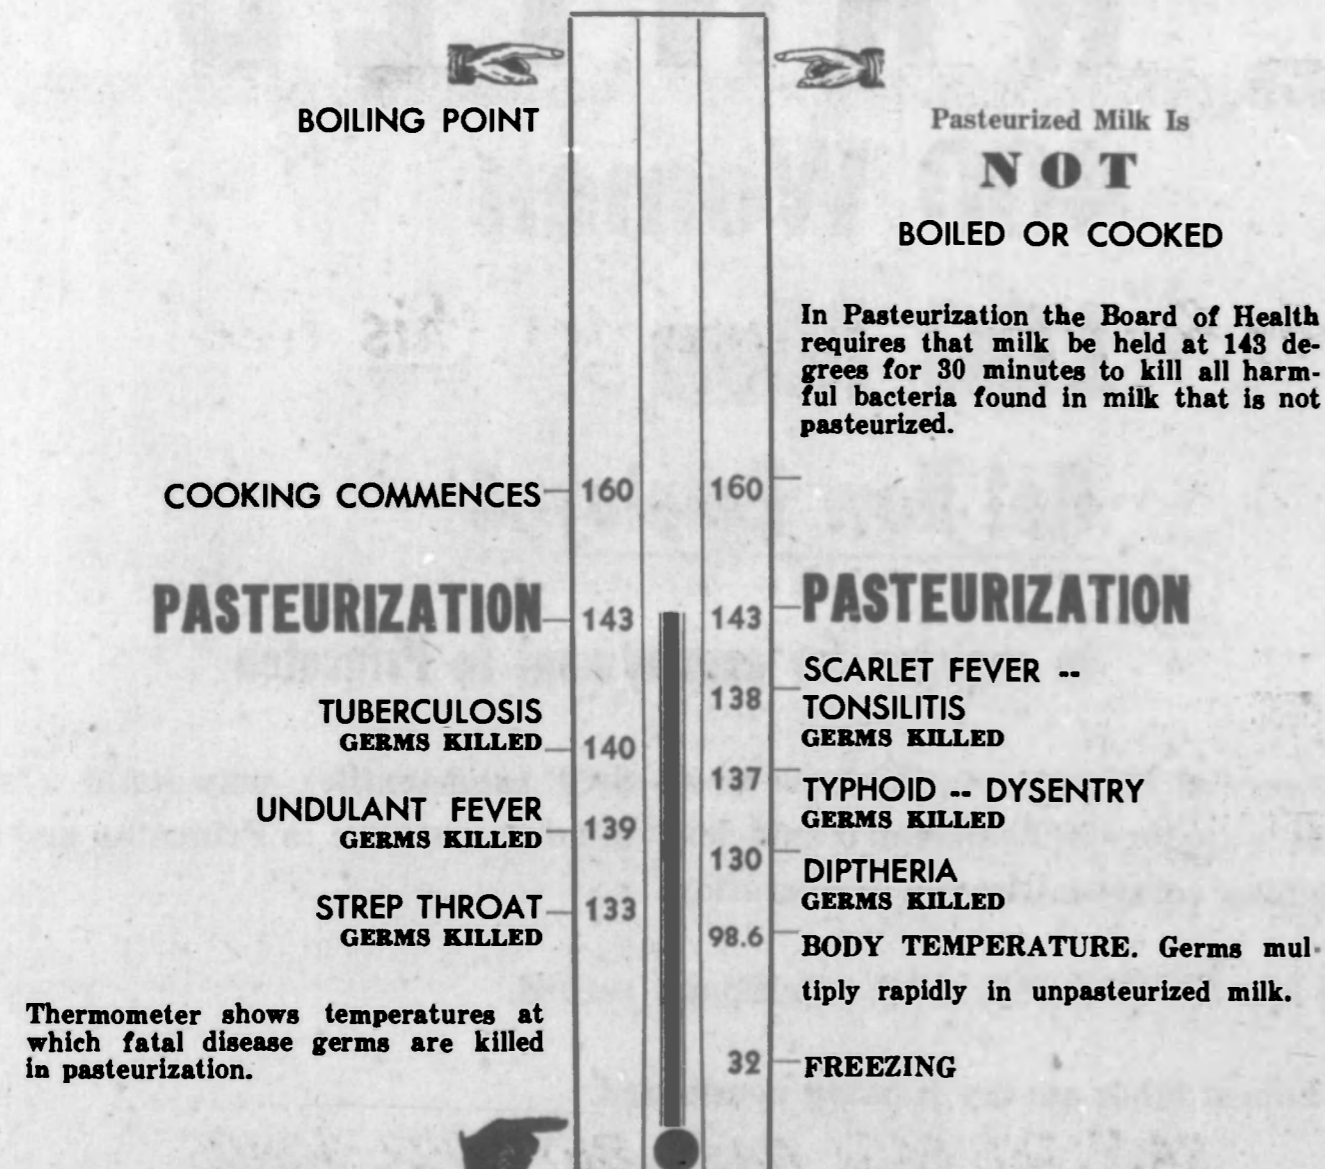 BOILING POINT
Pasteurized Milk Is
NOT
BOILED OR COOKED
In Pasteurization the Board of Health
requires that milk be held at 143 de-
grees for 30 minutes to kill all harm-
ful bacteria found in milk that is not
pasteurized.
COOKING COMMENCES 160 160
PASTEURIZATION 143 143 PASTEURIZATION
138 SCARLET FEVER --
TONSILITIS
GERMS KILLED
TUBERCULOSIS
GERMS KILLED 140
137 TYPHOID -- DYSENTRY
GERMS KILLED
UNDULANT FEVER
GERMS KILLED 139
130 DIPTHERIA
GERMS KILLED
STREP THROAT 133
GERMS KILLED
98.6 BODY TEMPERATURE. Germs mul-
tiply rapidly in unpasteurized milk.
Thermometer shows temperatures at
which fatal disease germs are killed
in pasteurization.
32 FREEZING